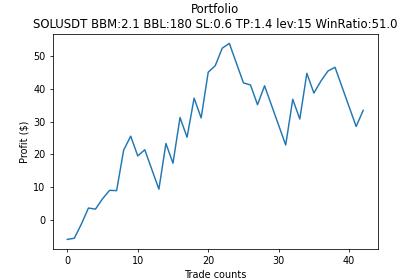 Portfolio
SOLUSDT BBM:2.1 BBL:180 SL:0.6 TP:1.4 lev:15 WinRatio:51.0
50
40
30
20
10
0
Profit ($)
0 10 20 30 40
Trade counts